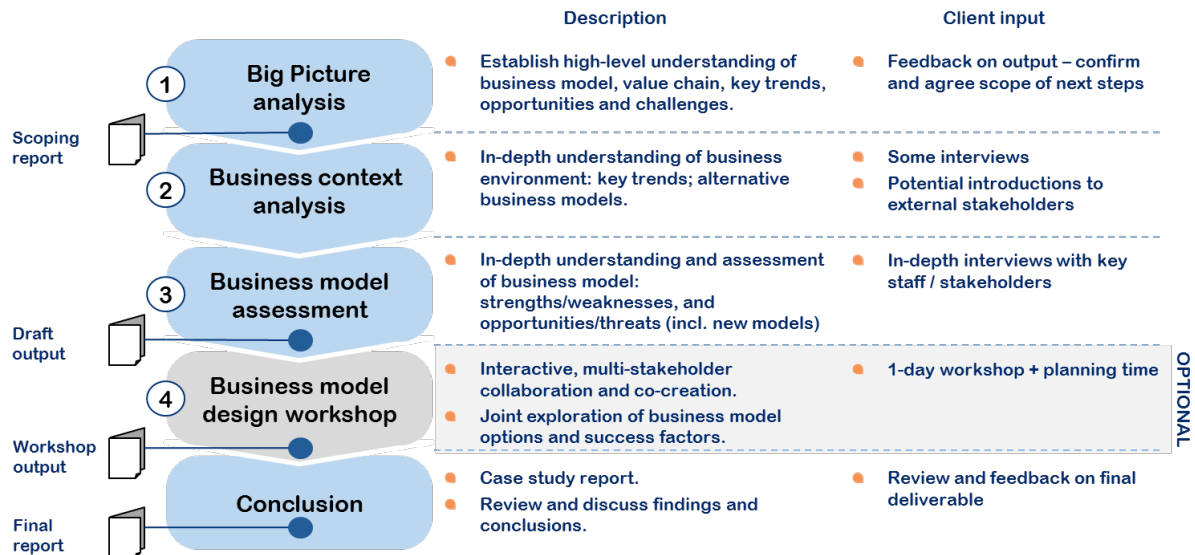 Description
Client input
1
Big Picture
analysis
Establish high-level understanding of
business model, value chain, key trends,
opportunities and challenges.
Feedback on output – confirm
and agree scope of next steps
Scoping
report
2
Business context
analysis
In-depth understanding of business
environment: key trends; alternative
business models.
Some interviews
Potential introductions to
external stakeholders
3
Business model
assessment
In-depth understanding and assessment
of business model:
strengths/weaknesses, and
opportunities/threats (incl. new models)
In-depth interviews with key
staff / stakeholders
Draft
output
4
Business model
design workshop
Interactive, multi-stakeholder
collaboration and co-creation.
Joint exploration of business model
options and success factors.
1-day workshop + planning time
OPTIONAL
Workshop
output
Conclusion
Case study report.
Review and discuss findings and
conclusions.
Review and feedback on final
deliverable
Final
report